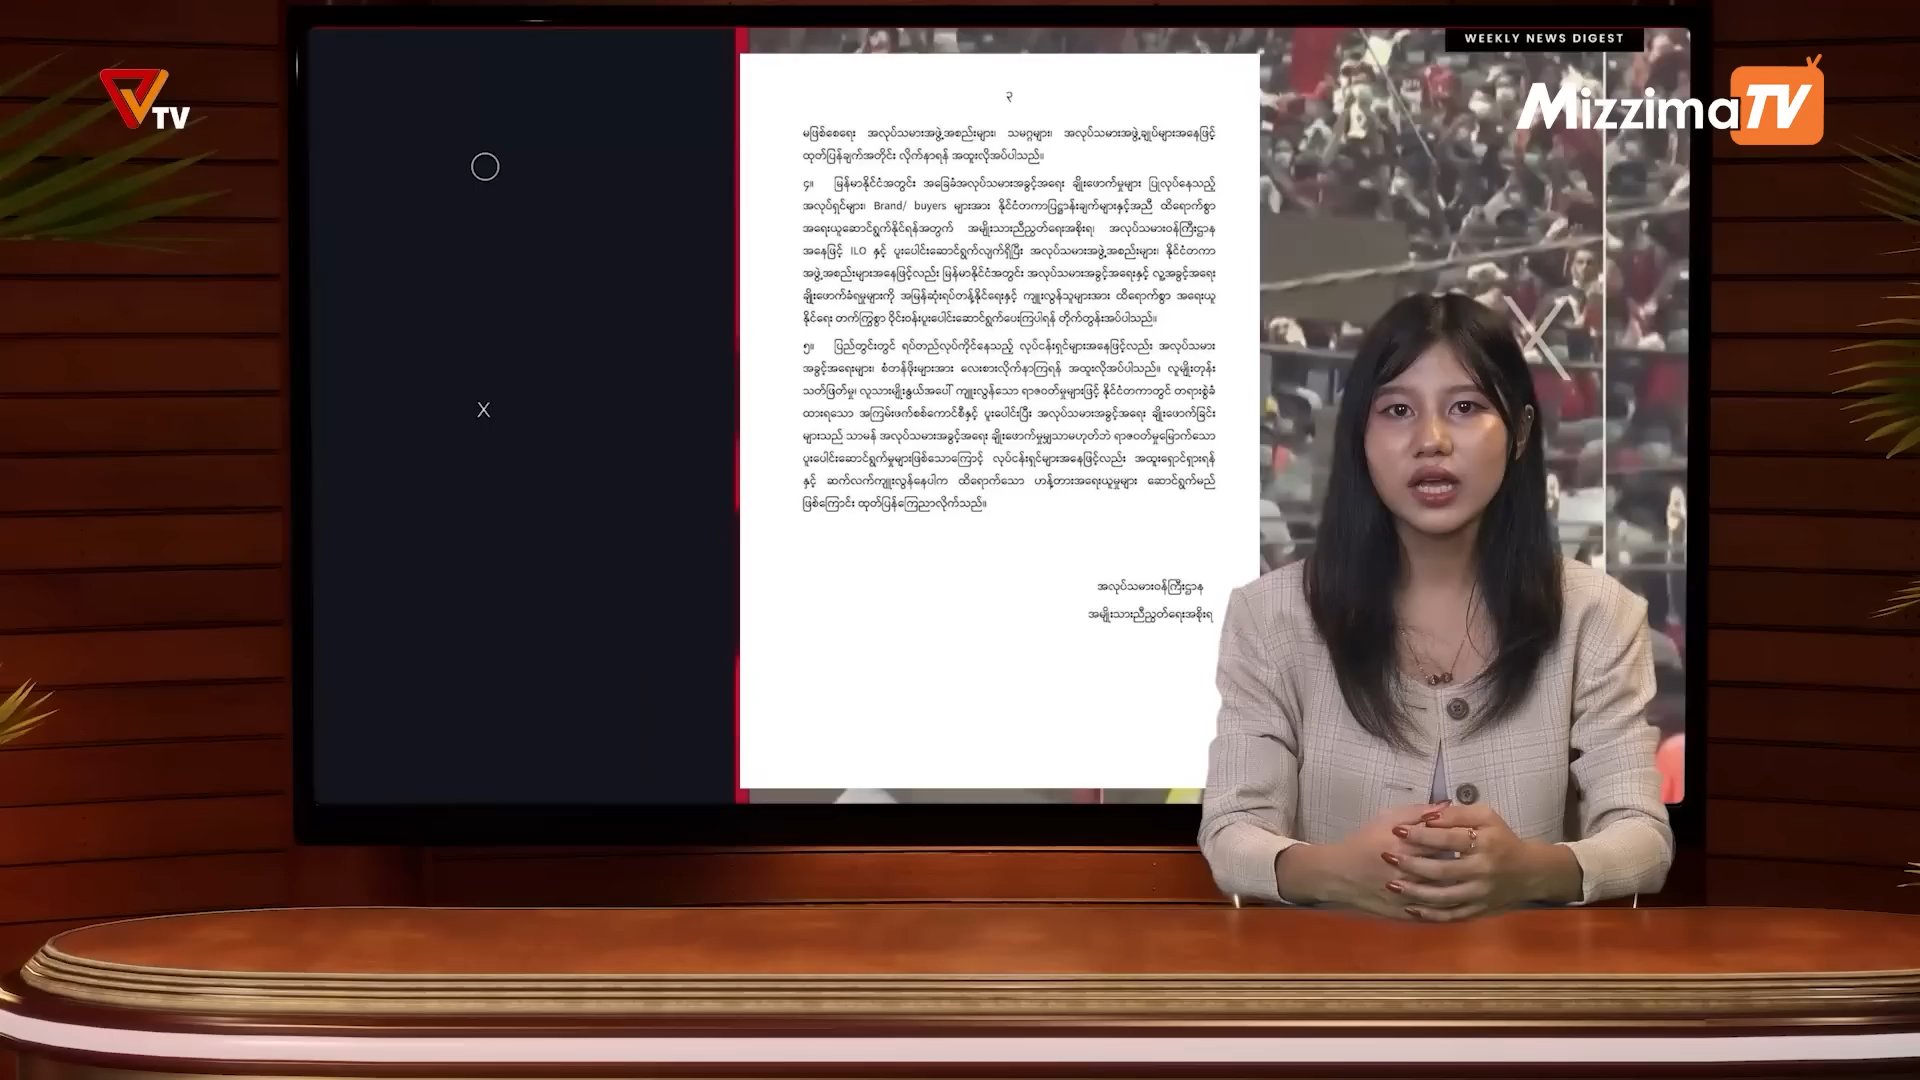 WEEKLY NEWS DIGEST
TV
MizzimaTV
၃
မဖြစ်စေရေး အလုပ်သမားအဖွဲ့အစည်းများ၊ သမဂ္ဂများ၊ အလုပ်သမားအဖွဲ့ချုပ်များအနေဖြင့်
ထုတ်ပြန်ချက်အတိုင်း လိုက်နာရန် အထူးလိုအပ်ပါသည်။
၄။ မြန်မာနိုင်ငံအတွင်း အခြေခံအလုပ်သမားအခွင့်အရေး ချိုးဖောက်မှုများ ပြုလုပ်နေသည့်
အလုပ်ရှင်များ၊ Brand/ buyers များအား နိုင်ငံတကာပြဋ္ဌာန်းချက်များနှင့်အညီ ထိရောက်စွာ
အရေးယူဆောင်ရွက်နိုင်ရန်အတွက် အမျိုးသားညီညွတ်ရေးအစိုးရ၊ အလုပ်သမားဝန်ကြီးဌာန
အနေဖြင့် ILO နှင့် ပူးပေါင်းဆောင်ရွက်လျက်ရှိပြီး အလုပ်သမားအဖွဲ့အစည်းများ၊ နိုင်ငံတကာ
အဖွဲ့အစည်းများအနေဖြင့်လည်း မြန်မာနိုင်ငံအတွင်း အလုပ်သမားအခွင့်အရေးနှင့် လူ့အခွင့်အရေး
ချိုးဖောက်ခံရမှုများကို အမြန်ဆုံးရပ်တန့်နိုင်ရေးနှင့် ကျူးလွန်သူများအား ထိရောက်စွာ အရေးယူ
နိုင်ရေး တက်ကြွစွာ ဝိုင်းဝန်းပူးပေါင်းဆောင်ရွက်ပေးကြပါရန် တိုက်တွန်းအပ်ပါသည်။
၅။ ပြည်တွင်းတွင် ရပ်တည်လုပ်ကိုင်နေသည့် လုပ်ငန်းရှင်များအနေဖြင့်လည်း အလုပ်သမား
အခွင့်အရေးများ၊ စံတန်ဖိုးများအား လေးစားလိုက်နာကြရန် အထူးလိုအပ်ပါသည်။ လူမျိုးတုန်း
သတ်ဖြတ်မှု၊ လူသားမျိုးနွယ်အပေါ် ကျူးလွန်သော ရာဇဝတ်မှုများဖြင့် နိုင်ငံတကာတွင် တရားစွဲခံ
ထားရသော အကြမ်းဖက်စစ်ကောင်စီနှင့် ပူးပေါင်းပြီး အလုပ်သမားအခွင့်အရေး ချိုးဖောက်ခြင်း
များသည် သာမန် အလုပ်သမားအခွင့်အရေး ချိုးဖောက်မှုမျှသာမဟုတ်ဘဲ ရာဇဝတ်မှုမြောက်သော
ပူးပေါင်းဆောင်ရွက်မှုများဖြစ်သောကြောင့် လုပ်ငန်းရှင်များအနေဖြင့်လည်း အထူးရှောင်ရှားရန်
နှင့် ဆက်လက်ကျူးလွန်နေပါက ထိရောက်သော ဟန့်တားအရေးယူမှုများ ဆောင်ရွက်မည်
ဖြစ်ကြောင်း ထုတ်ပြန်ကြေညာလိုက်သည်။
အလုပ်သမားဝန်ကြီးဌာန
အမျိုးသားညီညွတ်ရေးအစိုးရ